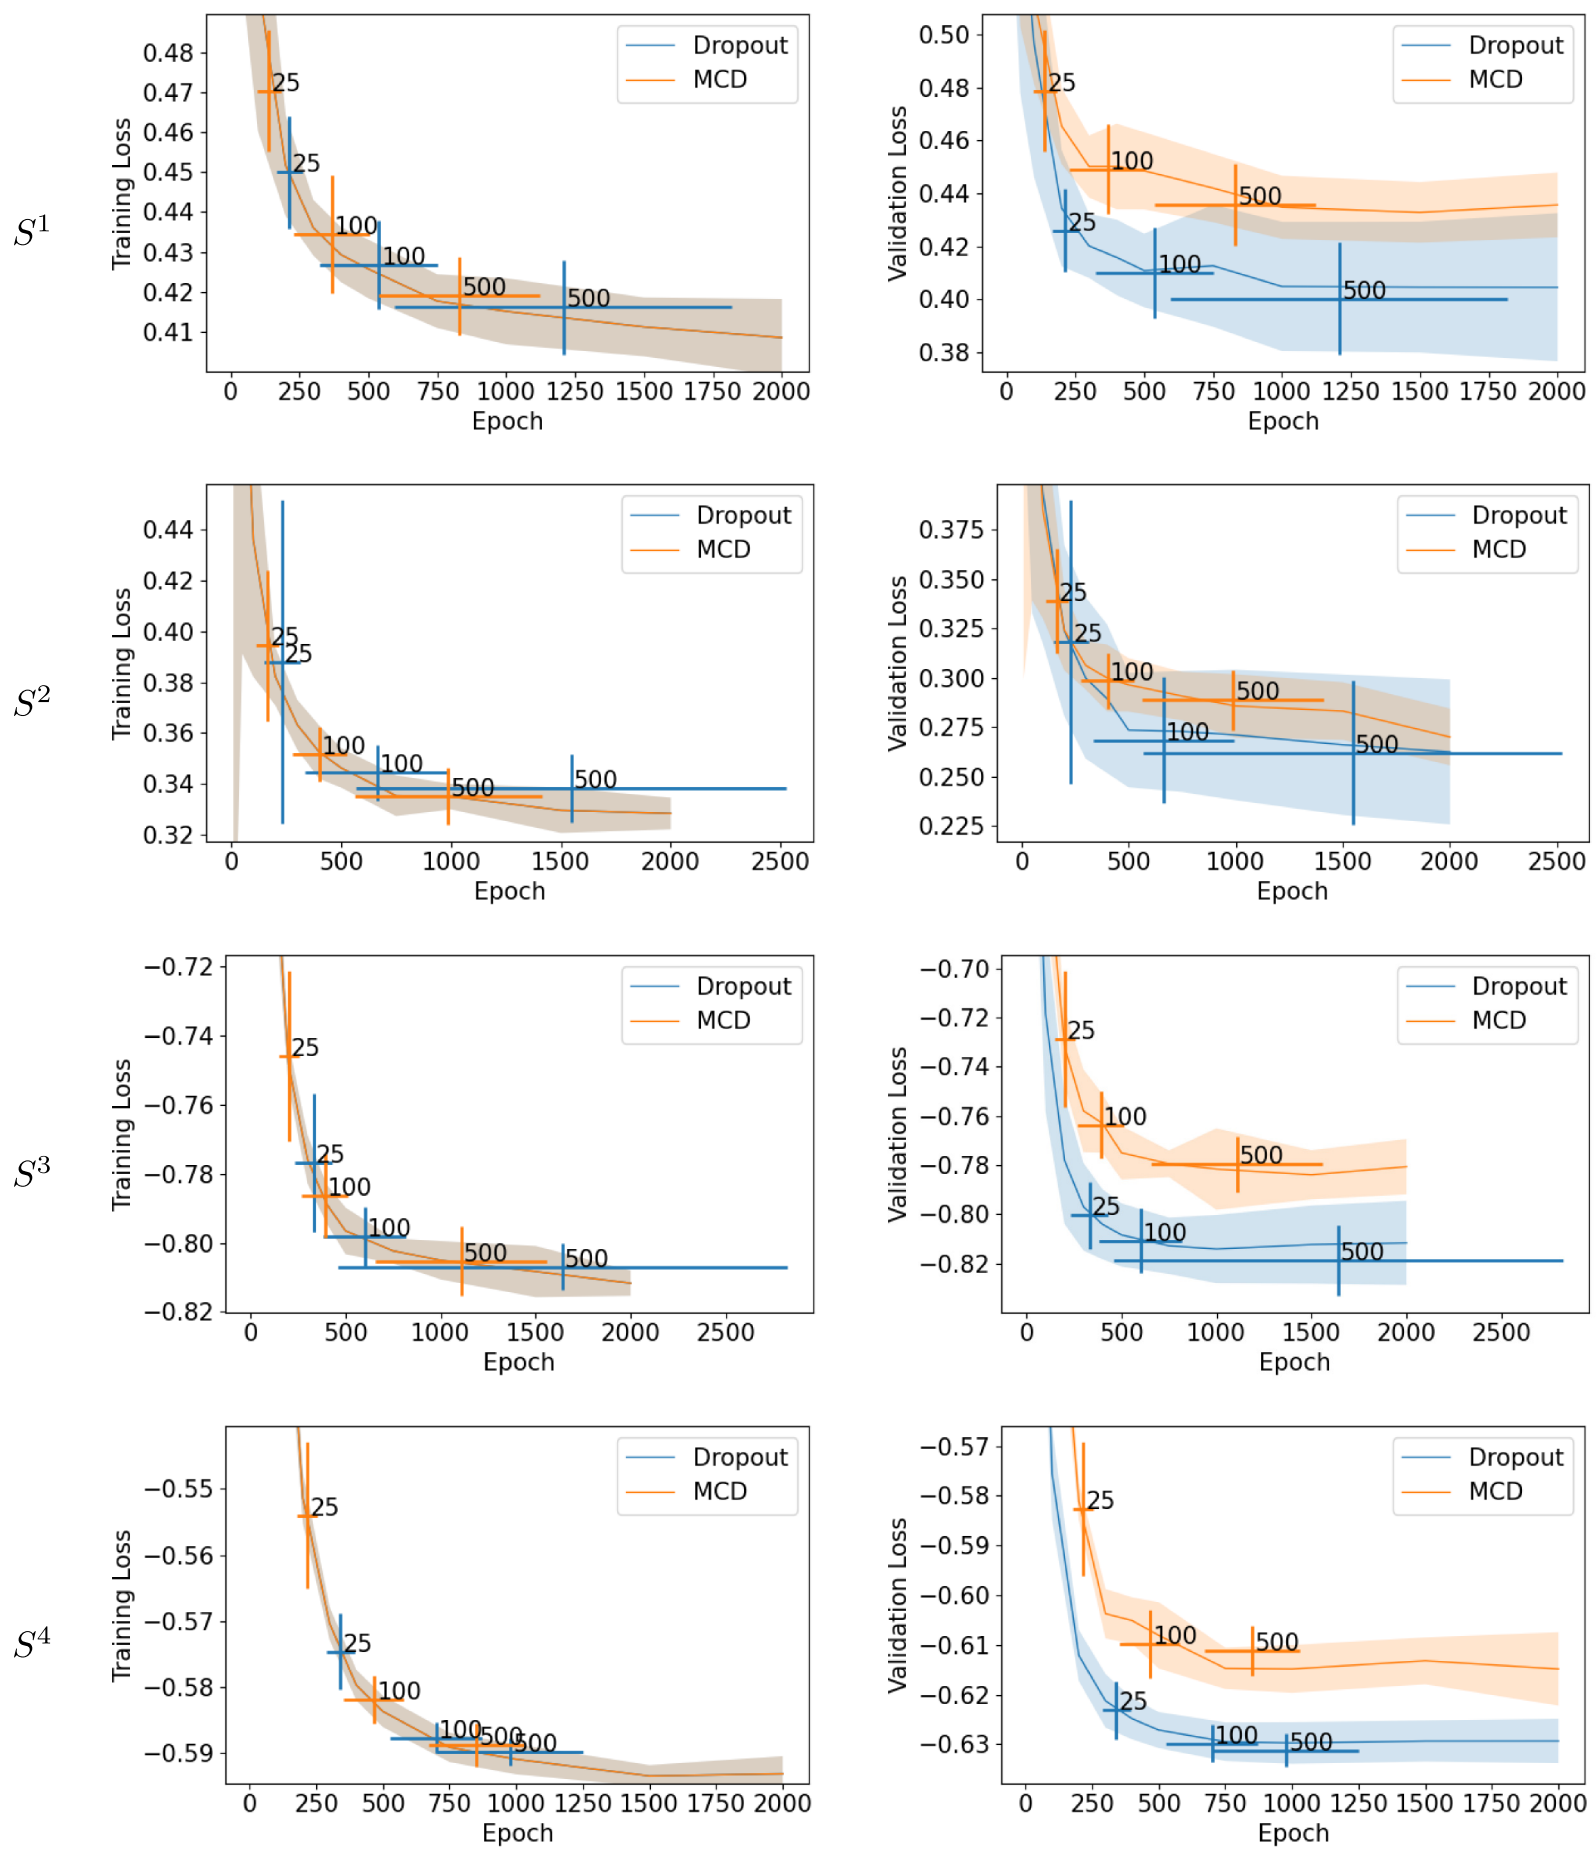 S^1
Training Loss
0.48
0.47
0.46
0.45
0.44
0.43
0.42
0.41
Dropout
MCD
25
25
100
100
500
500
0 250 500 750 1000 1250 1500 1750 2000
Epoch
Validation Loss
0.50
0.48
0.46
0.44
0.42
0.40
0.38
Dropout
MCD
25
100
500
25
100
500
0 250 500 750 1000 1250 1500 1750 2000
Epoch
S^2
Training Loss
0.44
0.42
0.40
0.38
0.36
0.34
0.32
Dropout
MCD
25
25
100
100
500
500
0 500 1000 1500 2000 2500
Epoch
Validation Loss
0.375
0.350
0.325
0.300
0.275
0.250
0.225
Dropout
MCD
25
25
100
500
100
500
0 500 1000 1500 2000 2500
Epoch
S^3
Training Loss
−0.72
−0.74
−0.76
−0.78
−0.80
−0.82
Dropout
MCD
25
25
100
100
500
500
0 500 1000 1500 2000 2500
Epoch
Validation Loss
−0.70
−0.72
−0.74
−0.76
−0.78
−0.80
−0.82
Dropout
MCD
25
100
500
25
100
500
0 500 1000 1500 2000 2500
Epoch
S^4
Training Loss
−0.55
−0.56
−0.57
−0.58
−0.59
Dropout
MCD
25
25
100
100
500
500
0 250 500 750 1000 1250 1500 1750 2000
Epoch
Validation Loss
−0.57
−0.58
−0.59
−0.60
−0.61
−0.62
−0.63
Dropout
MCD
25
100
500
25
100
500
0 250 500 750 1000 1250 1500 1750 2000
Epoch